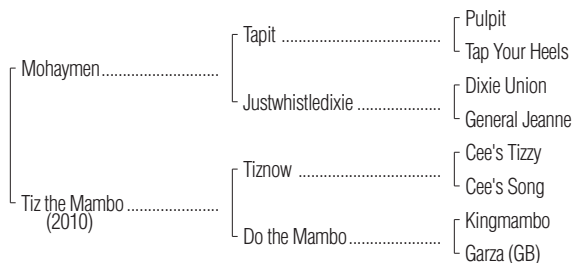 Pulpit
Tapit
Tap Your Heels
Mohaymen
Dixie Union
Justwhistledixie
General Jeanne
Cee's Tizzy
Tiznow
Cee's Song
Tiz the Mambo
(2010)
Kingmambo
Do the Mambo
Garza (GB)